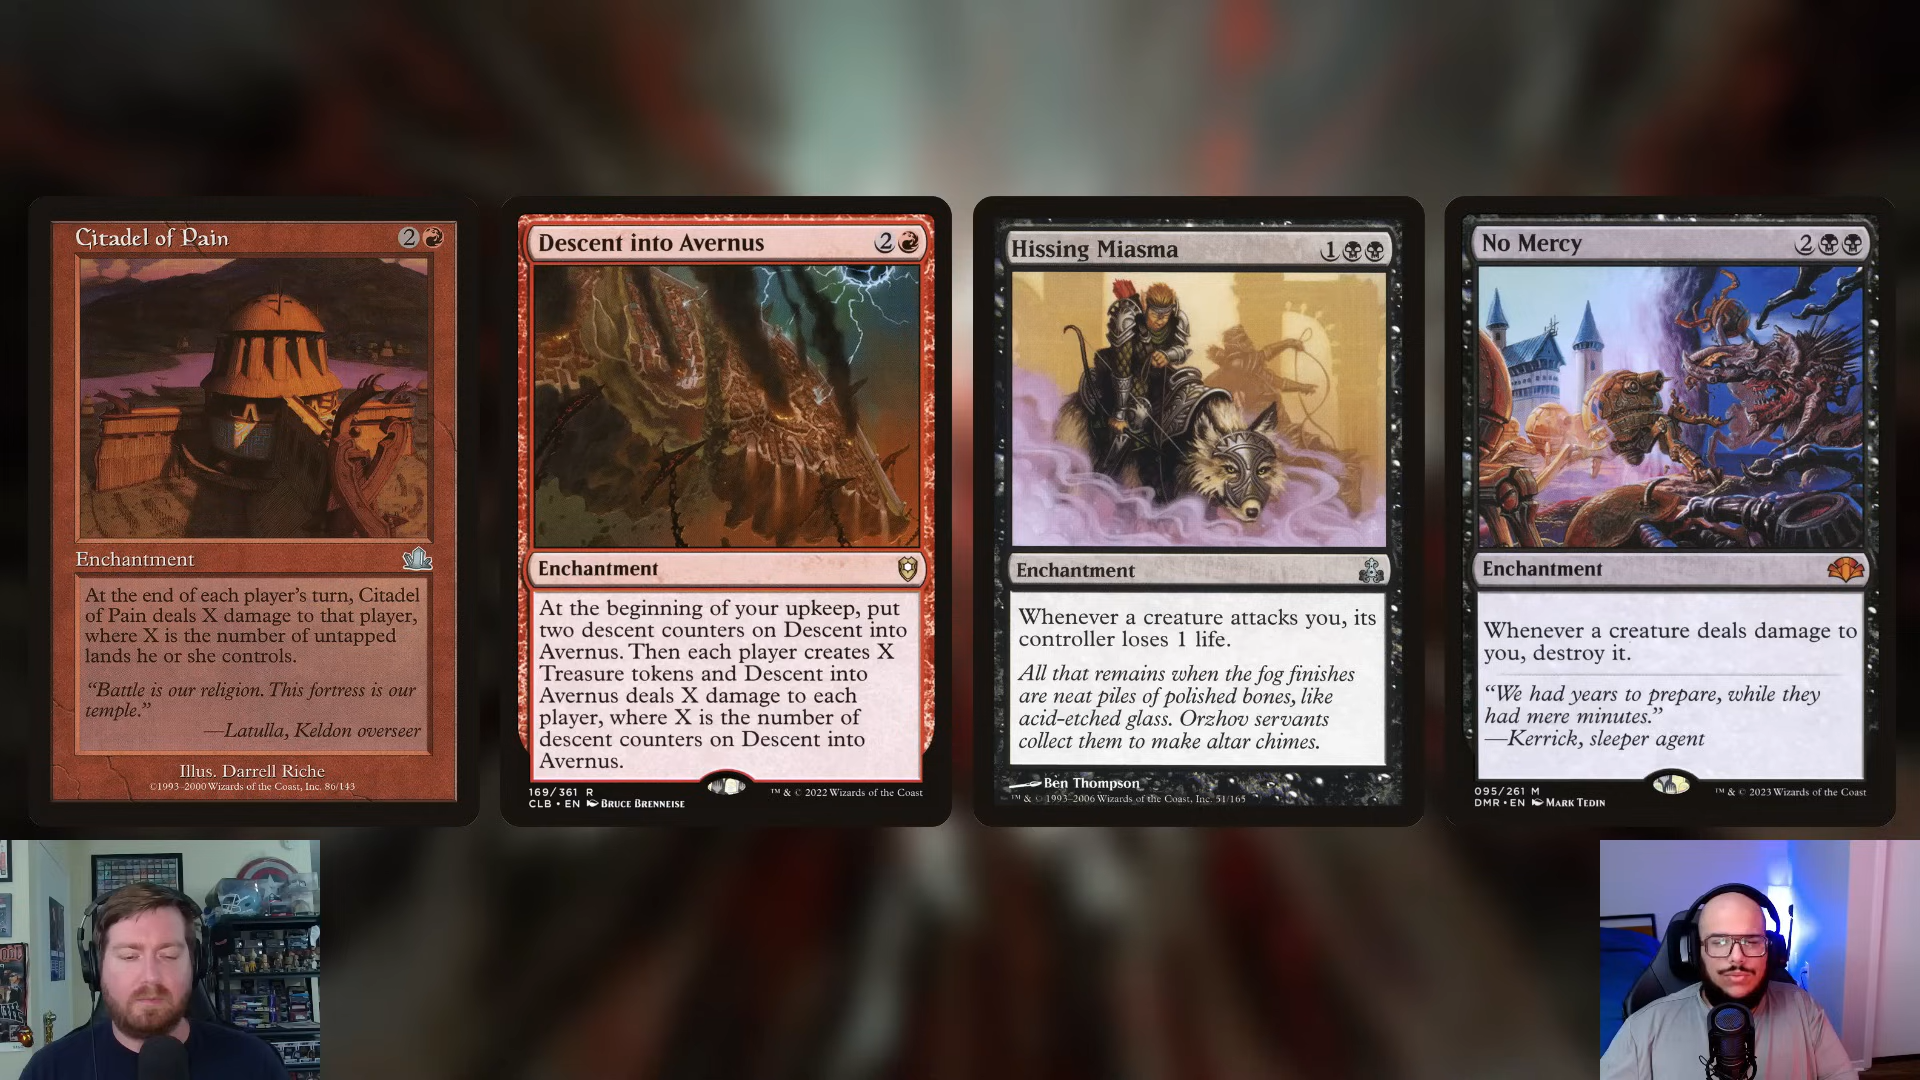 Citadel of Pain 2
Enchantment
At the end of each player's turn, Citadel
of Pain deals X damage to that player,
where X is the number of untapped
lands he or she controls.
“Battle is our religion. This fortress is our
temple.”
—Latulla, Keldon overseer
Illus. Darrell Riche
©1993–2000 Wizards of the Coast, Inc. 86/143
Descent into Avernus 2
Enchantment
At the beginning of your upkeep, put
two descent counters on Descent into
Avernus. Then each player creates X
Treasure tokens and Descent into
Avernus deals X damage to each
player, where X is the number of
descent counters on Descent into
Avernus.
169/361 R
CLB • EN Bruce Brenneise
™ & © 2022 Wizards of the Coast
Hissing Miasma 1
Enchantment
Whenever a creature attacks you, its
controller loses 1 life.
All that remains when the fog finishes
are neat piles of polished bones, like
acid-etched glass. Orzhov servants
collect them to make altar chimes.
Ben Thompson
™ & © 1993–2006 Wizards of the Coast, Inc. 51/165
No Mercy 2
Enchantment
Whenever a creature deals damage to
you, destroy it.
“We had years to prepare, while they
had mere minutes.”
—Kerrick, sleeper agent
095/261 M
DMR • EN Mark Tedin
™ & © 2023 Wizards of the Coast